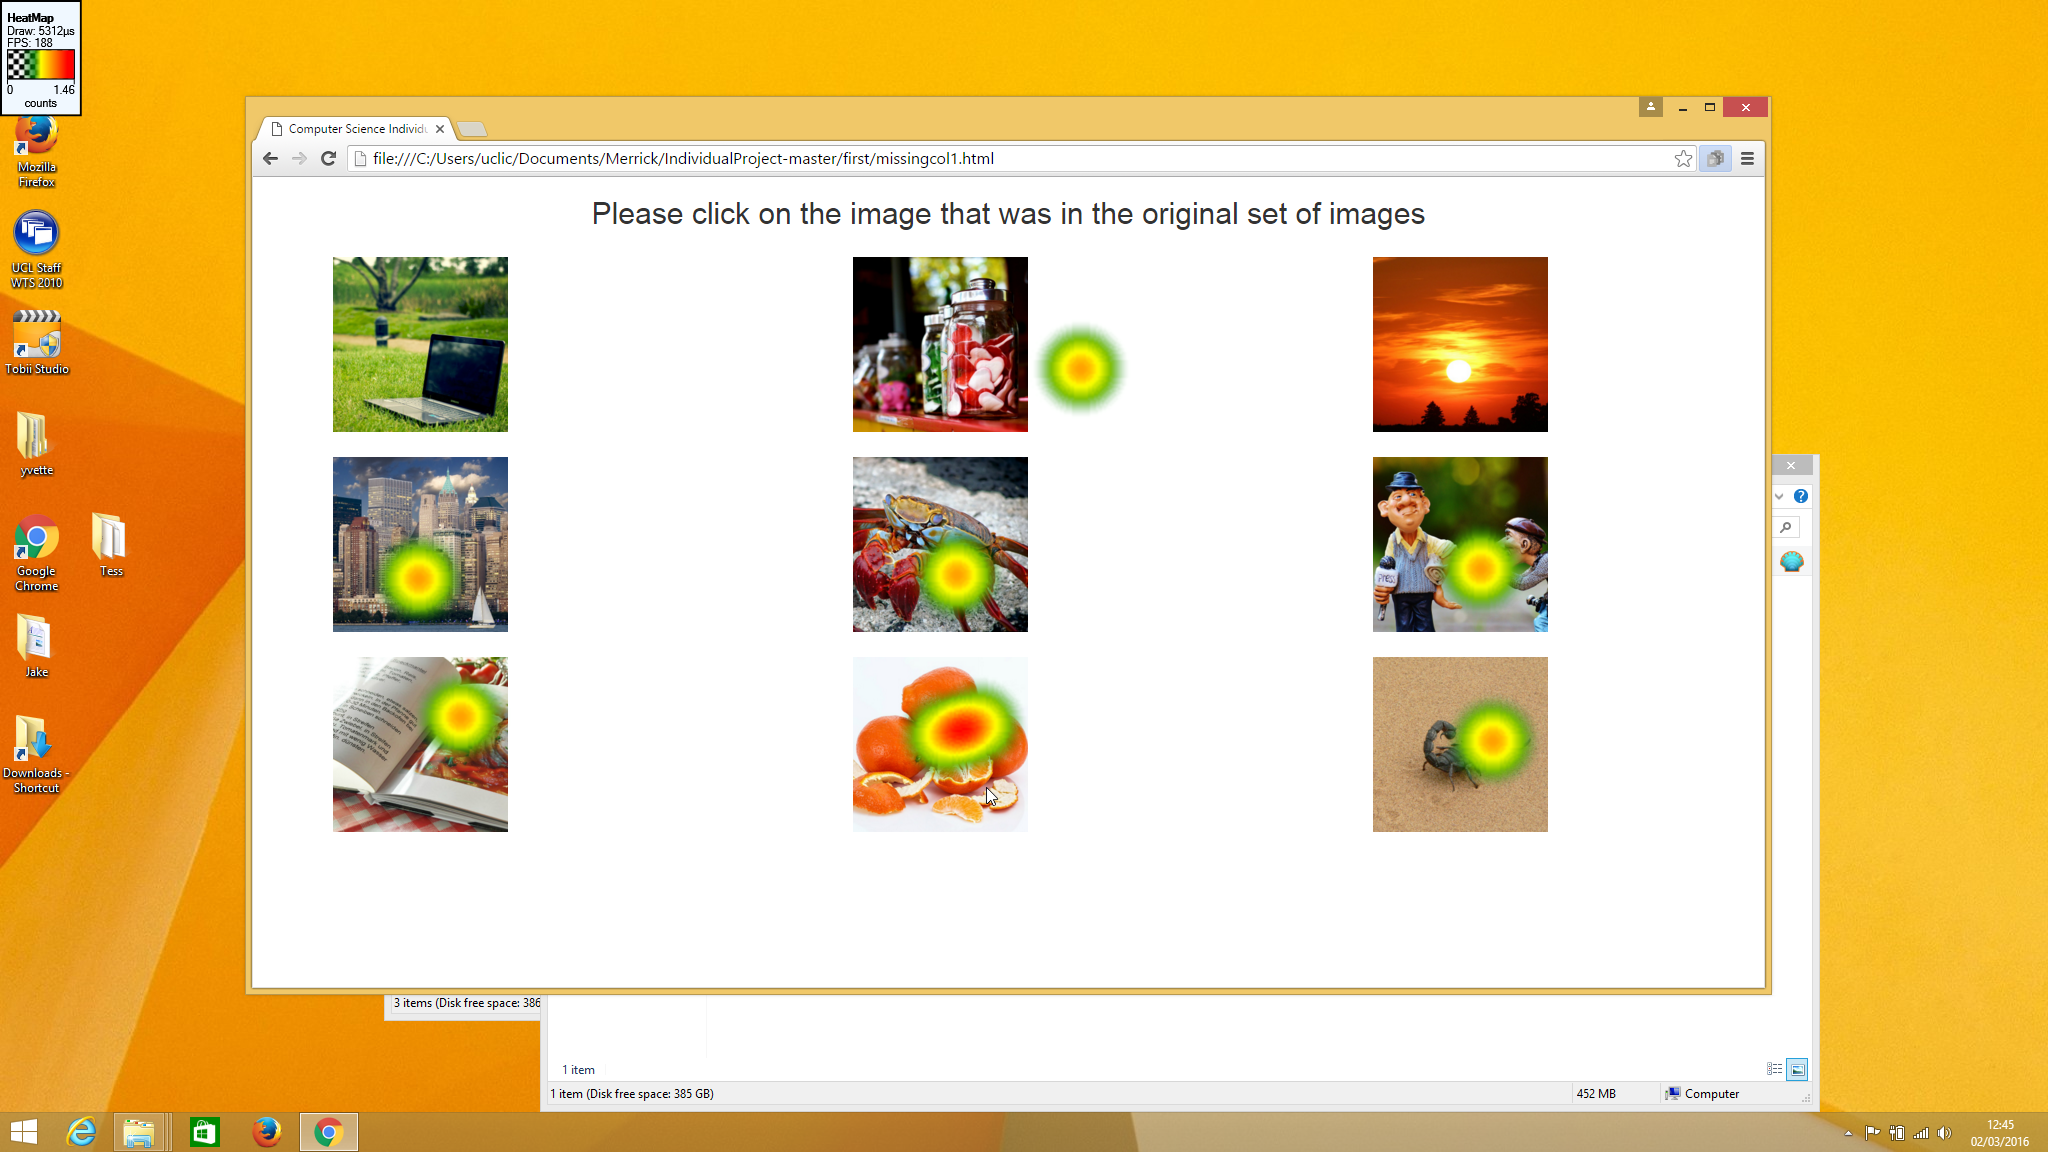 HeatMap
Draw: 5312µs
FPS: 188
0 1.46
counts
Mozilla
Firefox
UCL Staff
WTS 2010
Tobii Studio
yvette
Google
Chrome
Tess
Jake
Downloads -
Shortcut
Computer Science Individu
file:///C:/Users/uclic/Documents/Merrick/IndividualProject-master/first/missingcol1.html
Please click on the image that was in the original set of images
3 items (Disk free space: 386
1 item
1 item (Disk free space: 385 GB)
452 MB
Computer
12:45
02/03/2016